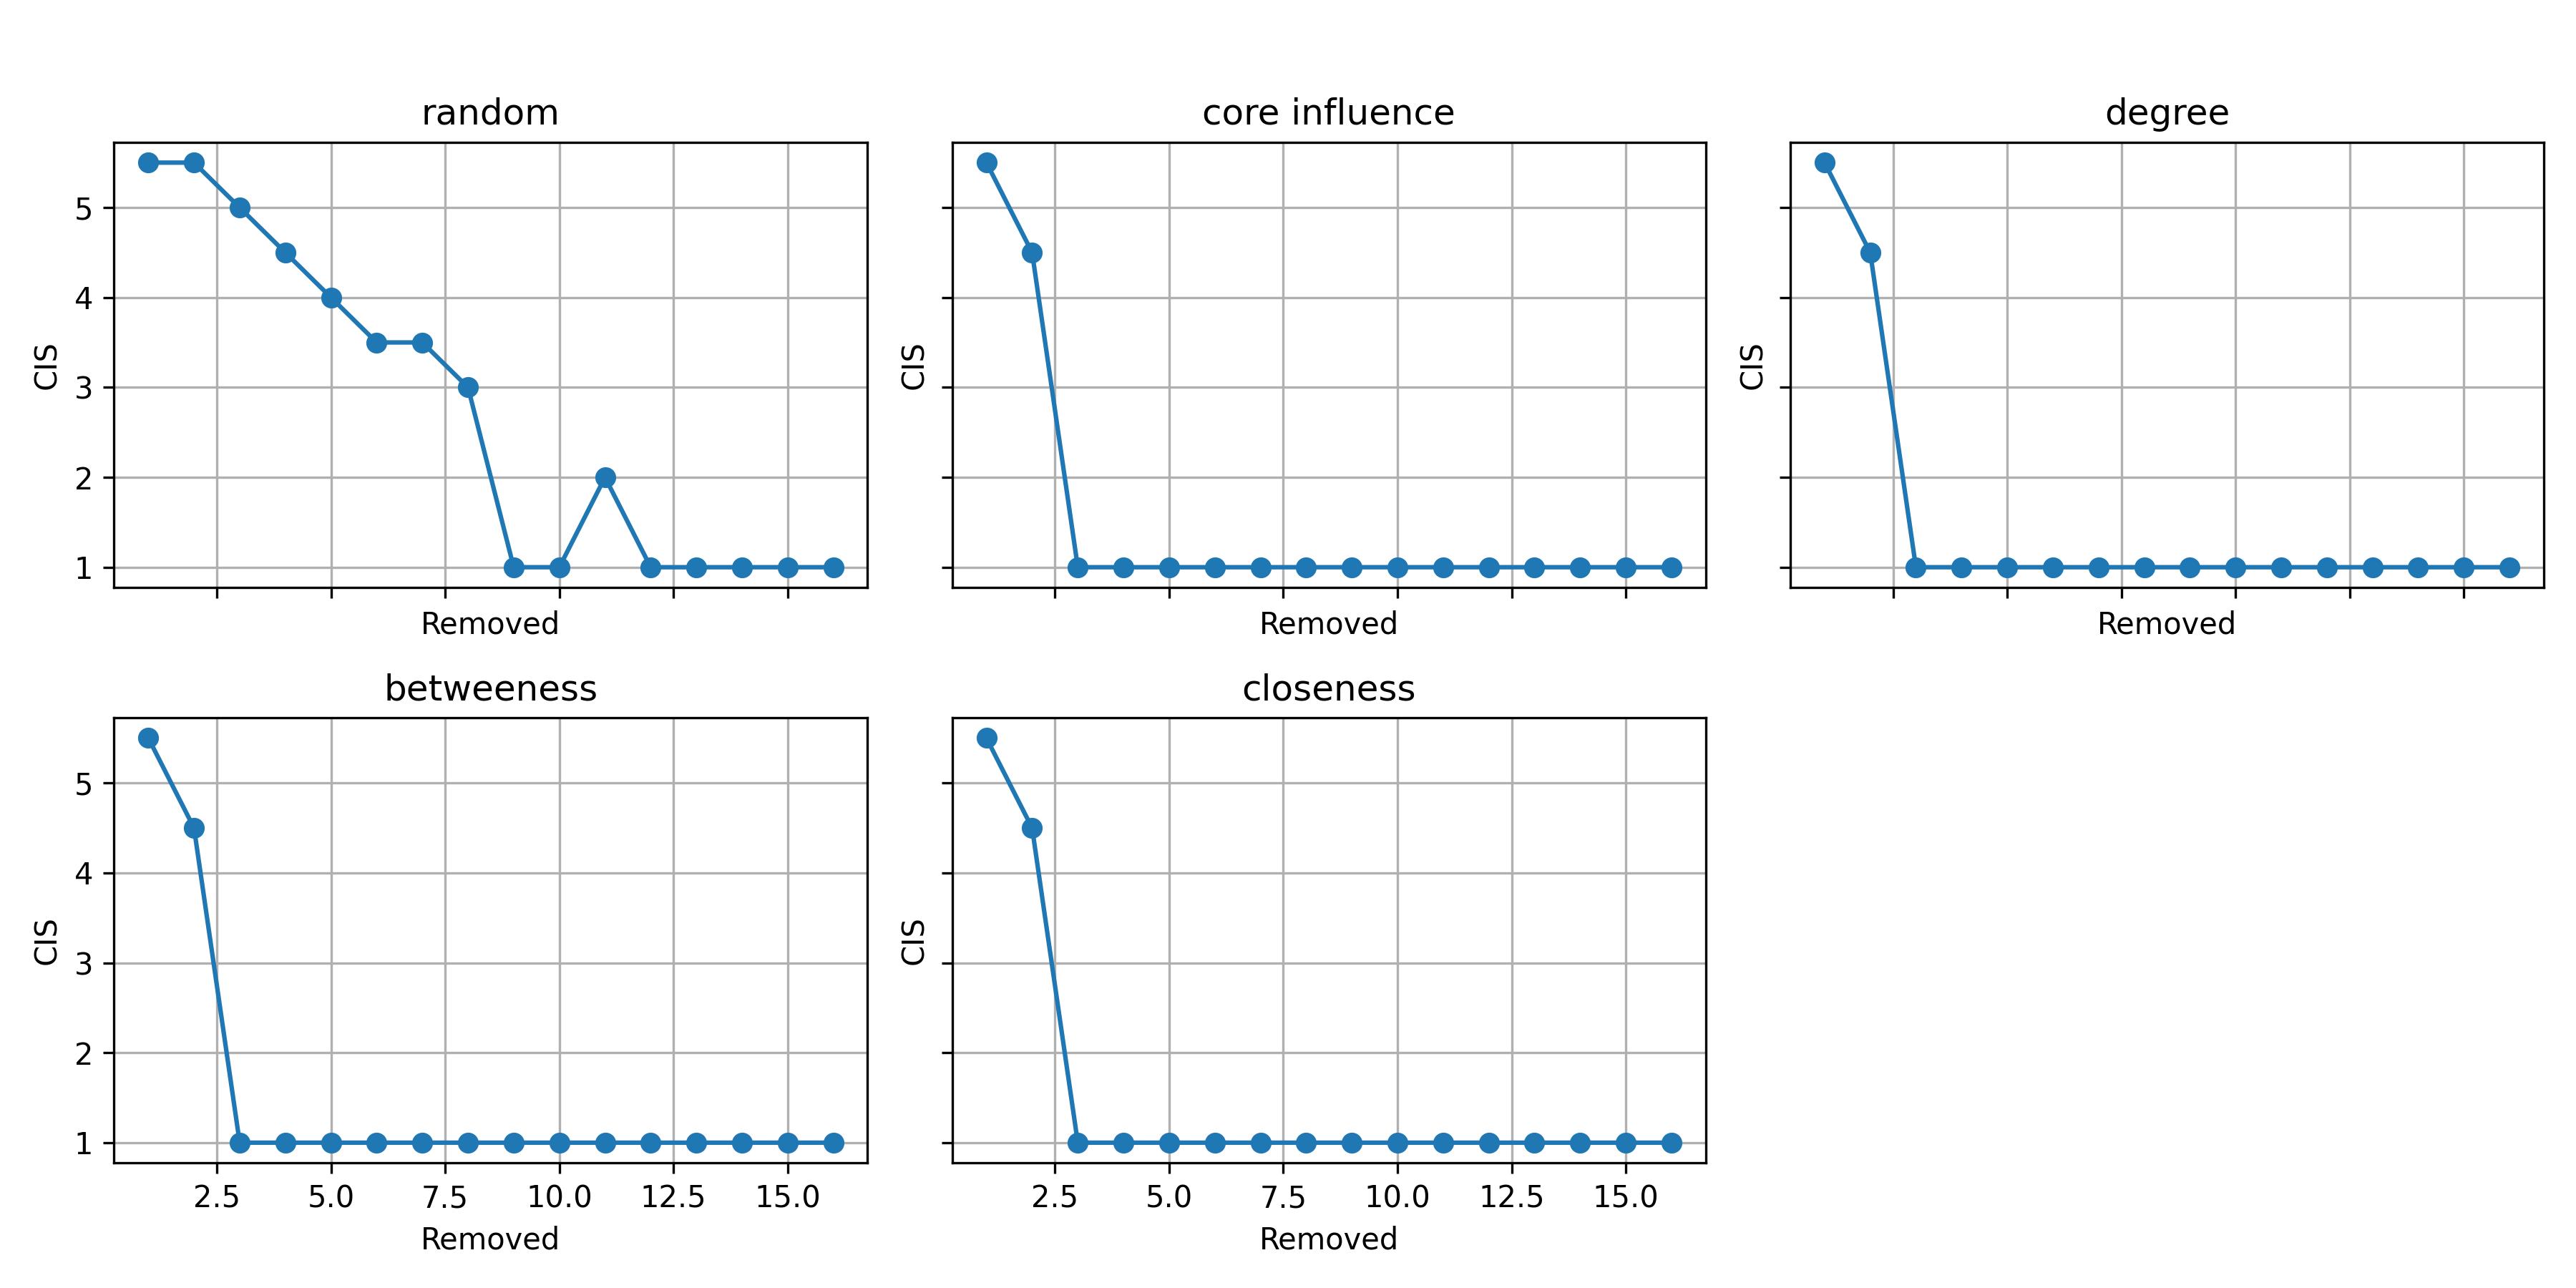 random
core influence
degree
CIS
5
4
3
2
1
Removed
CIS
Removed
CIS
Removed
betweeness
closeness
CIS
5
4
3
2
1
2.5 5.0 7.5 10.0 12.5 15.0
Removed
CIS
2.5 5.0 7.5 10.0 12.5 15.0
Removed